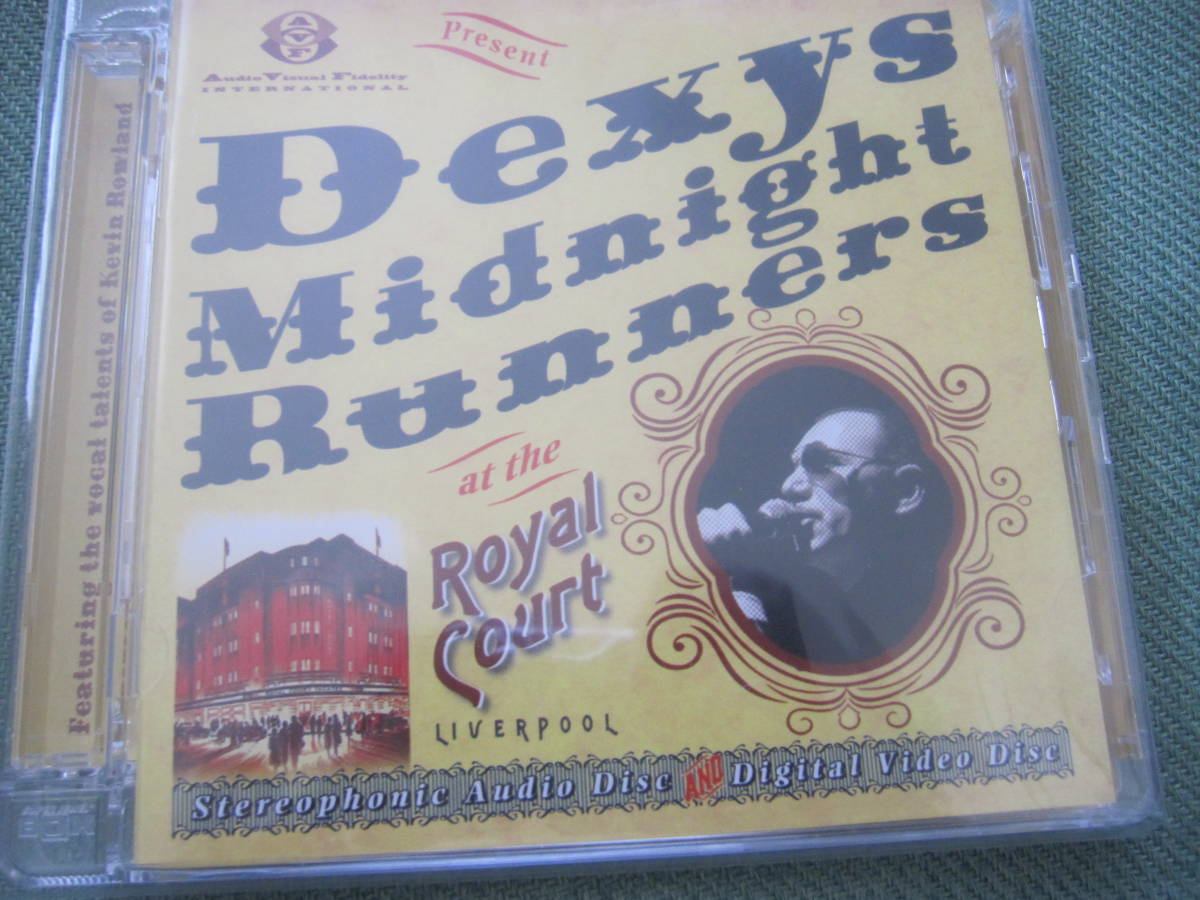 AVF
Audio Visual Fidelity
INTERNATIONAL
Present
Dexys
Midnight
Runners
at the
Royal
Court
LIVERPOOL
Stereophonic Audio Disc AND Digital Video Disc
Featuring the vocal talents of Kevin Rowland